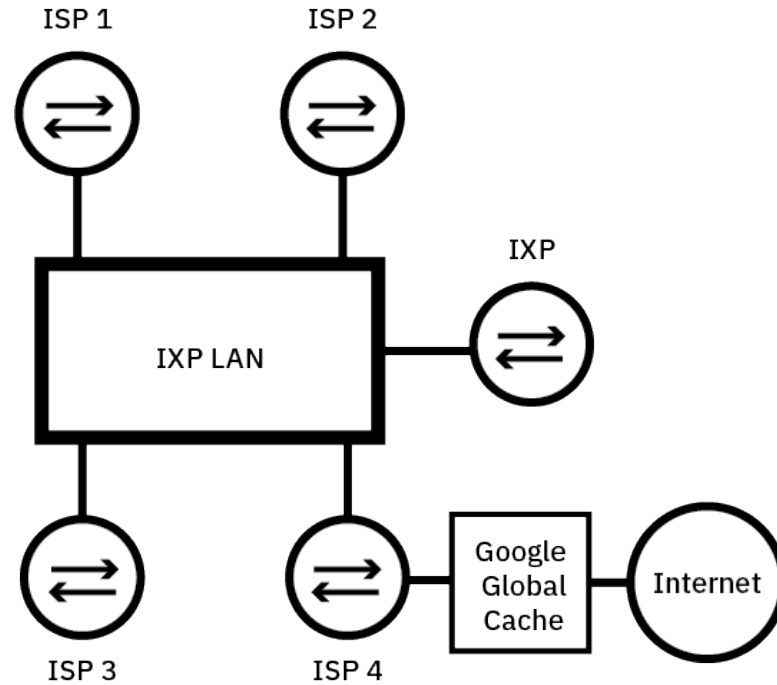 ISP 1
ISP 2
IXP
IXP LAN
Google
Global
Cache
Internet
ISP 3
ISP 4